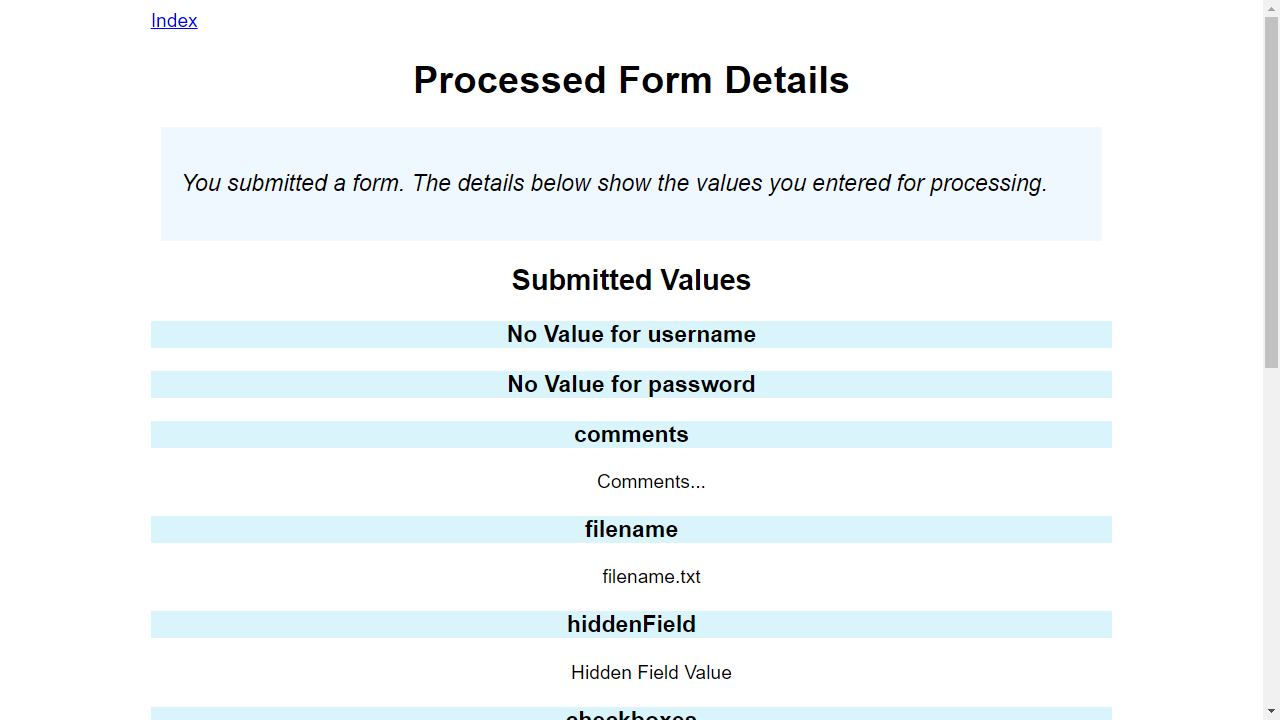 Index
Processed Form Details
You submitted a form. The details below show the values you entered for processing.
Submitted Values
No Value for username
No Value for password
comments
Comments...
filename
filename.txt
hiddenField
Hidden Field Value
checkboxes